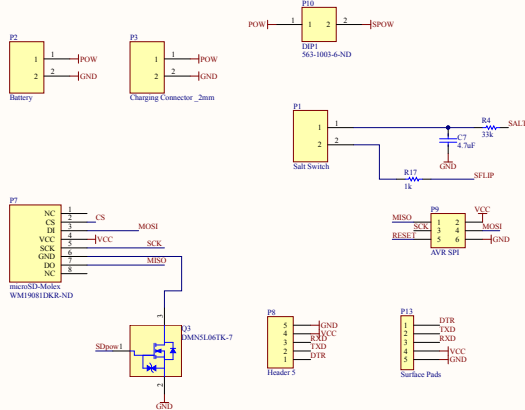 P10
POW 1 2 SPOW
DIP1
563-1003-6-ND
P2
1 1 POW
2 2 GND
Battery
P3
1 1 POW
2 2 GND
Charging Connector _2mm
P1
1 1
2 2
Salt Switch
R4
33k
SALT
C7
4.7uF
GND
R17
1k
SFLIP
P7
NC 1
CS 2 CS
DI 3 MOSI
VCC 4 VCC
SCK 5 SCK
GND 6
DO 7 MISO
NC 8
microSD-Molex
WM19081DKR-ND
P9
VCC
MISO 1 2
SCK 3 4 MOSI
RESET 5 6 GND
AVR SPI
3
Q3
DMN5L06TK-7
SDpow 1
2
GND
P8
5 GND
4 VCC
3 RXD
2 TXD
1 DTR
Header 5
P13
1 DTR
2 TXD
3 RXD
4 VCC
5 GND
Surface Pads